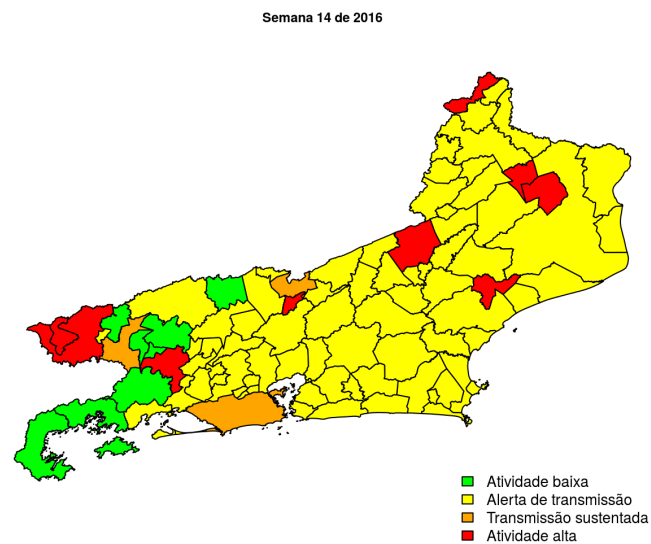 Semana 14 de 2016
Atividade baixa
Alerta de transmissão
Transmissão sustentada
Atividade alta